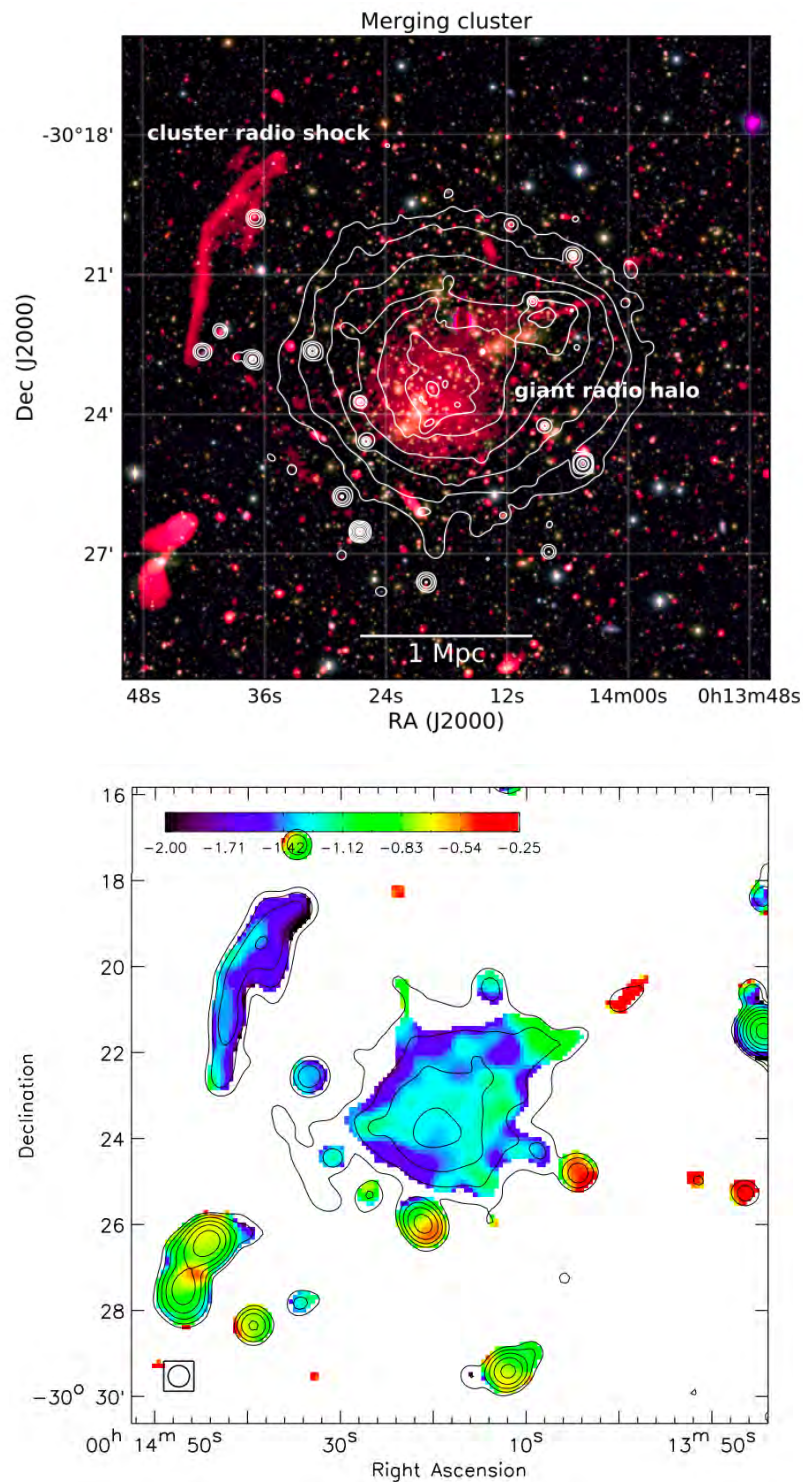 Merging cluster
cluster radio shock
giant radio halo
1 Mpc
-30°18'
21'
24'
27'
Dec (J2000)
48s 36s 24s 12s 14m00s 0h13m48s
RA (J2000)
−2.00 −1.71 −1.42 −1.12 −0.83 −0.54 −0.25
16
18
20
22
24
26
28
−30° 30'
Declination
00h 14m 50s 30s 10s 13m 50s
Right Ascension